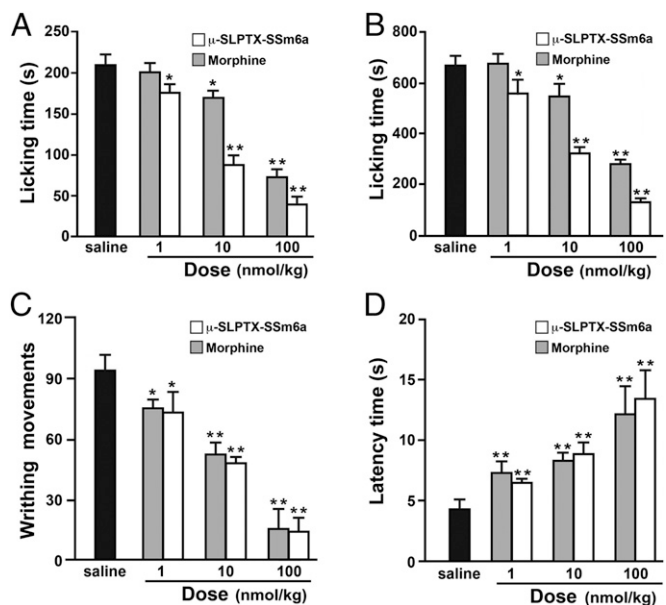 A
Licking time (s)
250
200
150
100
50
0
μ-SLPTX-SSm6a
Morphine
*
*
**
**
**
saline
1
10
100
Dose (nmol/kg)
B
Licking time (s)
800
600
400
200
0
μ-SLPTX-SSm6a
Morphine
*
*
**
**
**
saline
1
10
100
Dose (nmol/kg)
C
Writhing movements
120
90
60
30
0
μ-SLPTX-SSm6a
Morphine
*
*
**
**
**
**
saline
1
10
100
Dose (nmol/kg)
D
Latency time (s)
20
15
10
5
0
μ-SLPTX-SSm6a
Morphine
**
**
**
**
**
**
saline
1
10
100
Dose (nmol/kg)